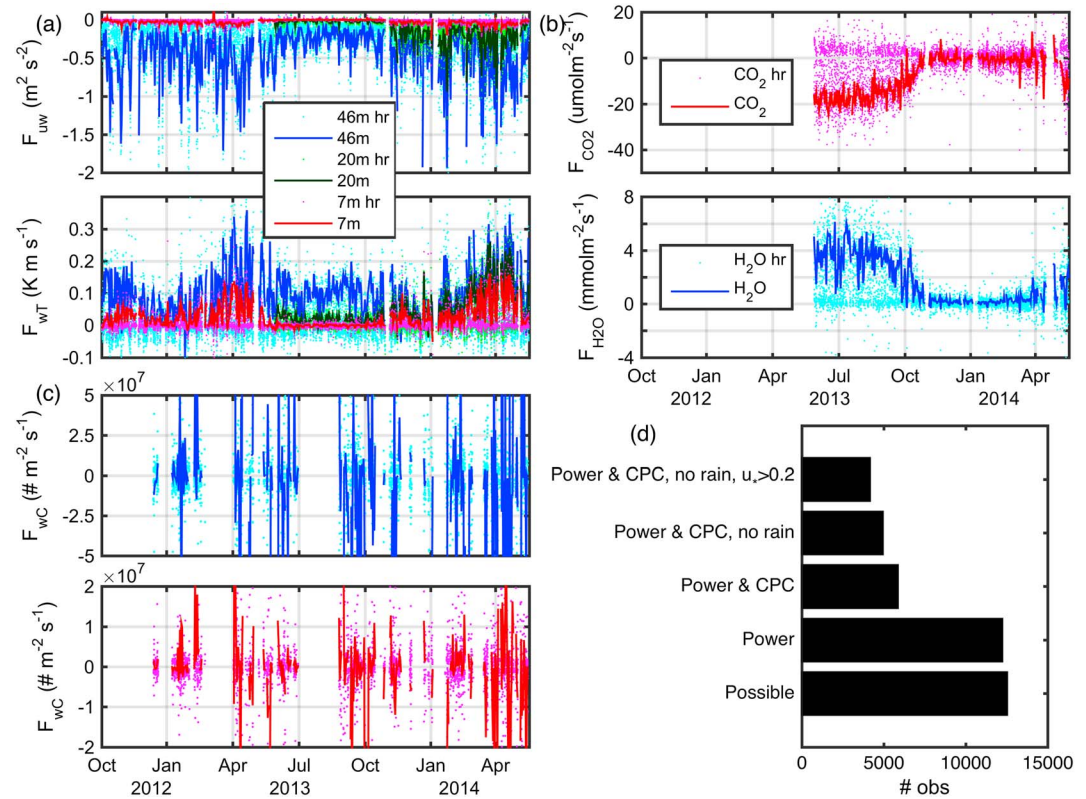 (a)
0
-0.5
-1
-1.5
-2
F_uw (m² s⁻²)
46m hr
46m
20m hr
20m
7m hr
7m
0.3
0.2
0.1
0
-0.1
F_wT (K m s⁻¹)
(b)
20
0
-20
-40
-60
F_CO2 (umolm⁻²s⁻¹)
CO₂ hr
CO₂
8
4
0
-4
F_H2O (mmolm⁻²s⁻¹)
H₂O hr
H₂O
Oct Jan Apr Jul Oct Jan Apr
2012 2013 2014
(c)
×10⁷
5
2.5
0
-2.5
-5
F_wC (# m⁻² s⁻¹)
×10⁷
2
1
0
-1
-2
F_wC (# m⁻² s⁻¹)
Oct Jan Apr Jul Oct Jan Apr
2012 2013 2014
(d)
Power & CPC, no rain, u_*>0.2
Power & CPC, no rain
Power & CPC
Power
Possible
0 5000 10000 15000
# obs